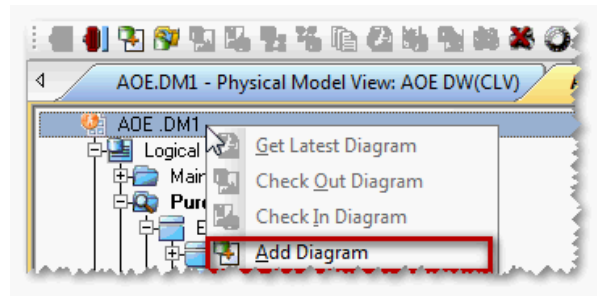 AOE.DM1 - Physical Model View: AOE DW(CLV)
AOE .DM1
Logical
Get Latest Diagram
Main
Check Out Diagram
Check In Diagram
E
Add Diagram